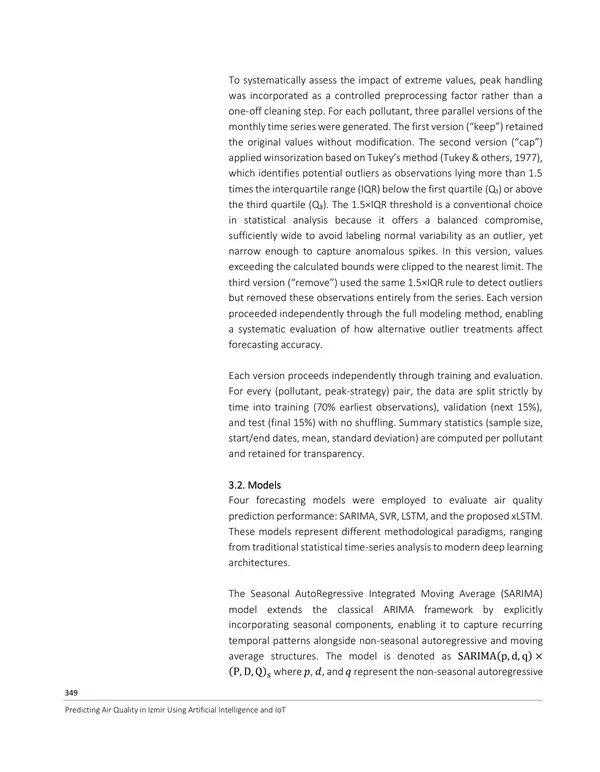 To systematically assess the impact of extreme values, peak handling
was incorporated as a controlled preprocessing factor rather than a
one-off cleaning step. For each pollutant, three parallel versions of the
monthly time series were generated. The first version (“keep”) retained
the original values without modification. The second version (“cap”)
applied winsorization based on Tukey’s method (Tukey & others, 1977),
which identifies potential outliers as observations lying more than 1.5
times the interquartile range (IQR) below the first quartile (Q₁) or above
the third quartile (Q₃). The 1.5×IQR threshold is a conventional choice
in statistical analysis because it offers a balanced compromise,
sufficiently wide to avoid labeling normal variability as an outlier, yet
narrow enough to capture anomalous spikes. In this version, values
exceeding the calculated bounds were clipped to the nearest limit. The
third version (“remove”) used the same 1.5×IQR rule to detect outliers
but removed these observations entirely from the series. Each version
proceeded independently through the full modeling method, enabling
a systematic evaluation of how alternative outlier treatments affect
forecasting accuracy.
Each version proceeds independently through training and evaluation.
For every (pollutant, peak-strategy) pair, the data are split strictly by
time into training (70% earliest observations), validation (next 15%),
and test (final 15%) with no shuffling. Summary statistics (sample size,
start/end dates, mean, standard deviation) are computed per pollutant
and retained for transparency.
3.2. Models
Four forecasting models were employed to evaluate air quality
prediction performance: SARIMA, SVR, LSTM, and the proposed xLSTM.
These models represent different methodological paradigms, ranging
from traditional statistical time-series analysis to modern deep learning
architectures.
The Seasonal AutoRegressive Integrated Moving Average (SARIMA)
model extends the classical ARIMA framework by explicitly
incorporating seasonal components, enabling it to capture recurring
temporal patterns alongside non-seasonal autoregressive and moving
average structures. The model is denoted as SARIMA(p, d, q) ×
(P, D, Q)ₛ where p, d, and q represent the non-seasonal autoregressive
349
Predicting Air Quality in Izmir Using Artificial Intelligence and IoT